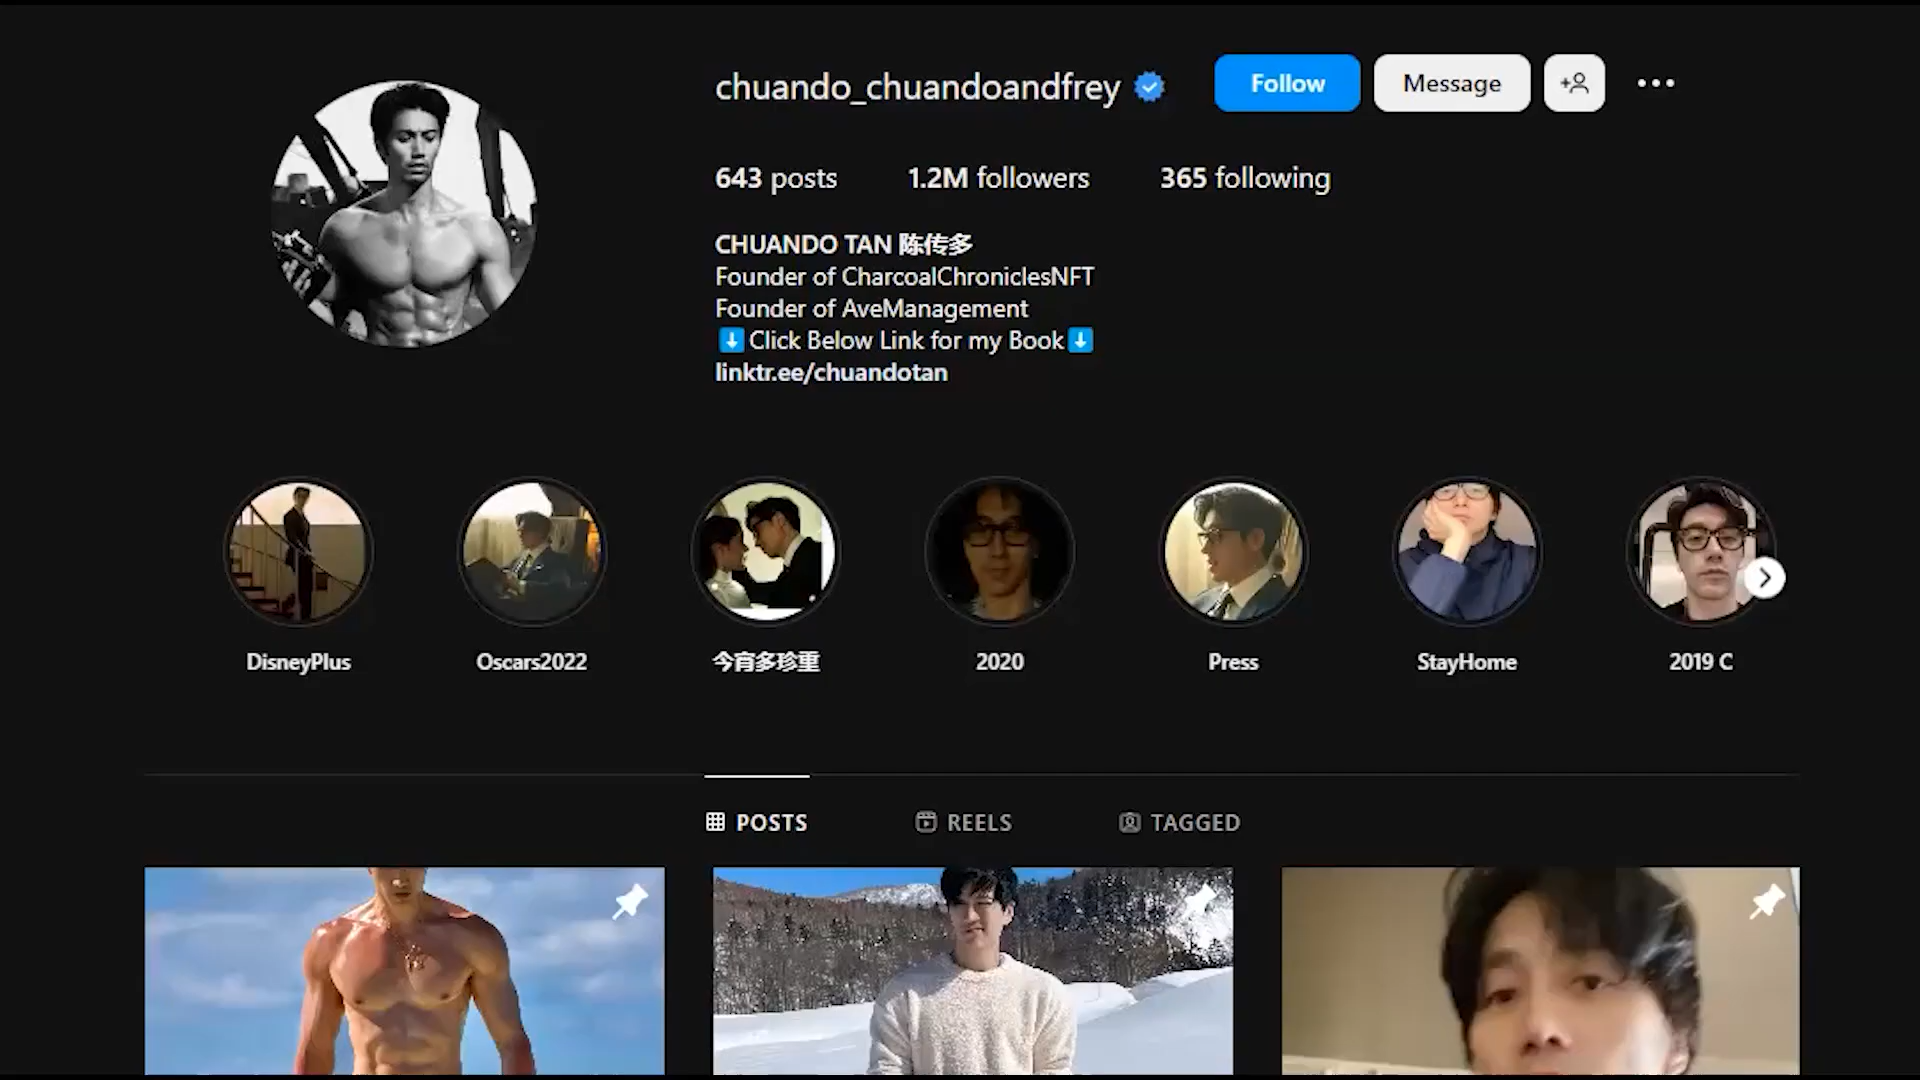 chuando_chuandoandfrey
Follow
Message
643 posts
1.2M followers
365 following
CHUANDO TAN 陈传多
Founder of CharcoalChroniclesNFT
Founder of AveManagement
⬇️Click Below Link for my Book⬇️
linktr.ee/chuandotan
DisneyPlus
Oscars2022
今宵多珍重
2020
Press
StayHome
2019 C
POSTS
REELS
TAGGED